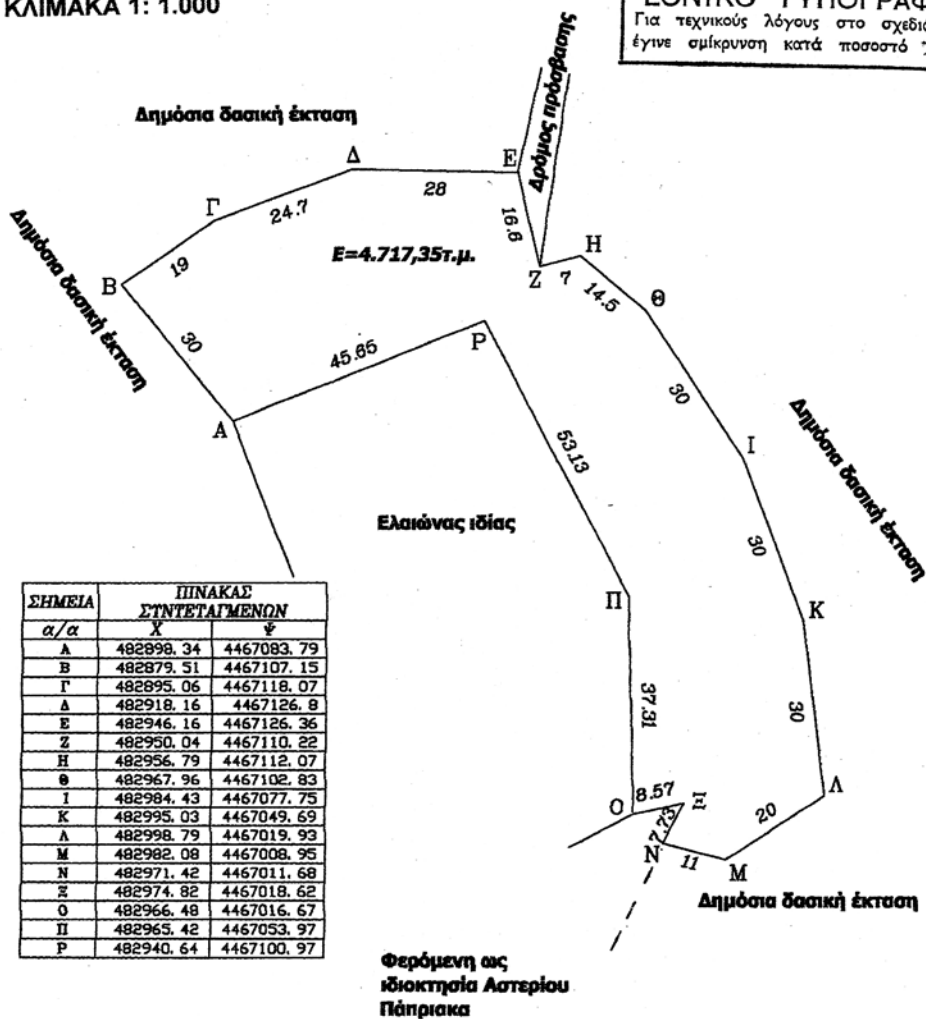 ΚΛΙΜΑΚΑ 1: 1.000
Για τεχνικούς λόγους στο
έγινε σμίκρυνση κατά ποσοστό
Δρόμος πρόσβασης
Δημόσια δασική έκταση
Δ
Ε
28
24.7
Γ
16.6
Δημόσια δασική έκταση
Ε=4.717,35τ.μ.
Η
Ζ
7
19
Β
14.5
Θ
30
45.65
Ρ
30
Α
53.13
Ι
Δημόσια δασική έκταση
Ελαιώνας ιδίας
30
Π
Κ
37.31
30
Ο
8.57
Ξ
Λ
7.73
20
Ν
11
Μ
Δημόσια δασική έκταση
Φερόμενη ως
ιδιοκτησία Αστερίου
Πάπριακα
ΣΗΜΕΙΑ ΠΙΝΑΚΑΣ
ΣΥΝΤΕΤΑΓΜΕΝΩΝ
α/α Χ Ψ
Α 482898.34 4467083.79
Β 482879.51 4467107.15
Γ 482895.06 4467118.07
Δ 482918.16 4467126.8
Ε 482946.16 4467126.36
Ζ 482950.04 4467110.22
Η 482956.79 4467112.07
Θ 482967.96 4467102.83
Ι 482984.43 4467077.75
Κ 482995.03 4467049.69
Λ 482998.79 4467019.93
Μ 482982.08 4467008.95
Ν 482971.42 4467011.68
Ξ 482974.82 4467018.62
Ο 482966.48 4467016.67
Π 482965.42 4467053.97
Ρ 482940.64 4467100.97